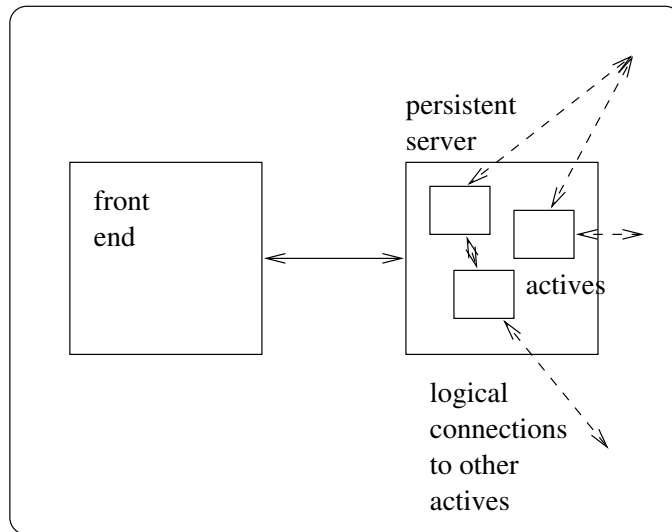 persistent
server
front
end
actives
logical
connections
to other
actives